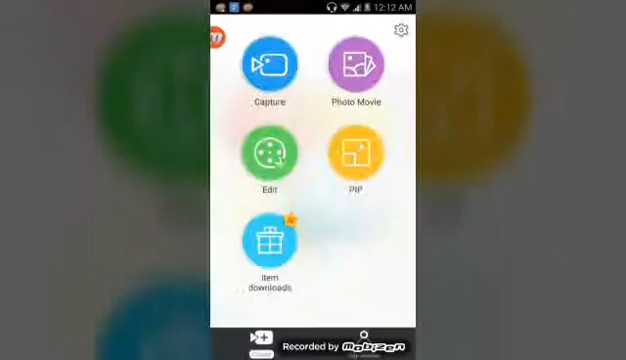 12:12 AM
Capture
Photo Movie
Edit
PIP
Item
downloads
Recorded by mobizen